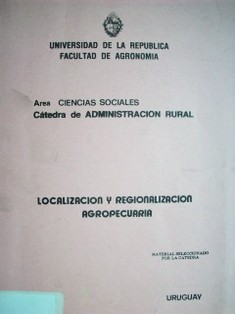 UNIVERSIDAD DE LA REPUBLICA
FACULTAD DE AGRONOMIA
Area CIENCIAS SOCIALES
Cátedra de ADMINISTRACION RURAL
LOCALIZACION Y REGIONALIZACION
AGROPECUARIA
MATERIAL SELECCIONADO
POR LA CATEDRA
URUGUAY